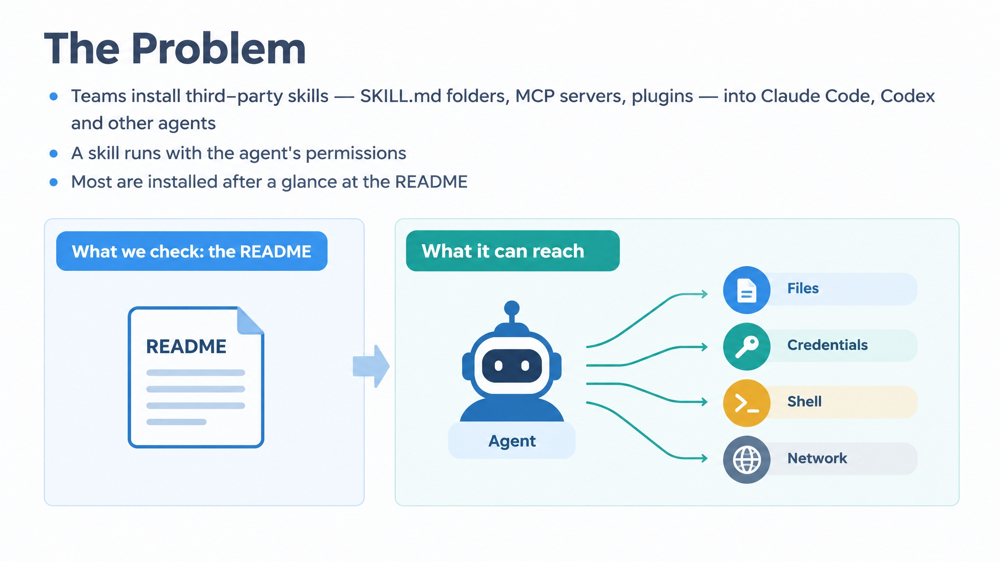 The Problem
• Teams install third–party skills — SKILL.md folders, MCP servers, plugins — into Claude Code, Codex
and other agents
• A skill runs with the agent's permissions
• Most are installed after a glance at the README
What we check: the README
README
What it can reach
Agent
Files
Credentials
Shell
Network